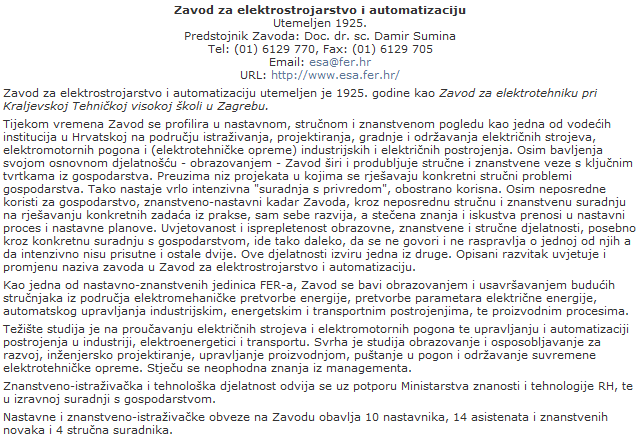 Zavod za elektrostrojarstvo i automatizaciju
Utemeljen 1925.
Predstojnik Zavoda: Doc. dr. sc. Damir Sumina
Tel: (01) 6129 770, Fax: (01) 6129 705
Email: esa@fer.hr
URL: http://www.esa.fer.hr/
Zavod za elektrostrojarstvo i automatizaciju utemeljen je 1925. godine kao Zavod za elektrotehniku pri
Kraljevskoj Tehničkoj visokoj školi u Zagrebu.
Tijekom vremena Zavod se profilira u nastavnom, stručnom i znanstvenom pogledu kao jedna od vodećih
institucija u Hrvatskoj na području istraživanja, projektiranja, gradnje i održavanja električnih strojeva,
elektromotornih pogona i (elektrotehničke opreme) industrijskih i električnih postrojenja. Osim bavljenja
svojom osnovnom djelatnošću - obrazovanjem - Zavod širi i produbljuje stručne i znanstvene veze s ključnim
tvrtkama iz gospodarstva. Preuzima niz projekata u kojima se rješavaju konkretni stručni problemi
gospodarstva. Tako nastaje vrlo intenzivna "suradnja s privredom", obostrano korisna. Osim neposredne
koristi za gospodarstvo, znanstveno-nastavni kadar Zavoda, kroz neposrednu stručnu i znanstvenu suradnju
na rješavanju konkretnih zadaća iz prakse, sam sebe razvija, a stečena znanja i iskustva prenosi u nastavni
proces i nastavne planove. Uvjetovanost i isprepletenost obrazovne, znanstvene i stručne djelatnosti, posebno
kroz konkretnu suradnju s gospodarstvom, ide tako daleko, da se ne govori i ne raspravlja o jednoj od njih a
da intenzivno nisu prisutne i ostale dvije. Ove djelatnosti izviru jedna iz druge. Opisani razvitak uvjetuje i
promjenu naziva zavoda u Zavod za elektrostrojarstvo i automatizaciju.
Kao jedna od nastavno-znanstvenih jedinica FER-a, Zavod se bavi obrazovanjem i usavršavanjem budućih
stručnjaka iz područja elektromehaničke pretvorbe energije, pretvorbe parametara električne energije,
automatskog upravljanja industrijskim, energetskim i transportnim postrojenjima, te proizvodnim procesima.
Težište studija je na proučavanju električnih strojeva i elektromotornih pogona te upravljanju i automatizaciji
postrojenja u industriji, elektroenergetici i transportu. Svrha je studija obrazovanje i osposobljavanje za
razvoj, inženjersko projektiranje, upravljanje proizvodnjom, puštanje u pogon i održavanje suvremene
elektrotehničke opreme. Stječu se neophodna znanja iz managementa.
Znanstveno-istraživačka i tehnološka djelatnost odvija se uz potporu Ministarstva znanosti i tehnologije RH, te
u izravnoj suradnji s gospodarstvom.
Nastavne i znanstveno-istraživačke obveze na Zavodu obavlja 10 nastavnika, 14 asistenata i znanstvenih
novaka i 4 stručna suradnika.